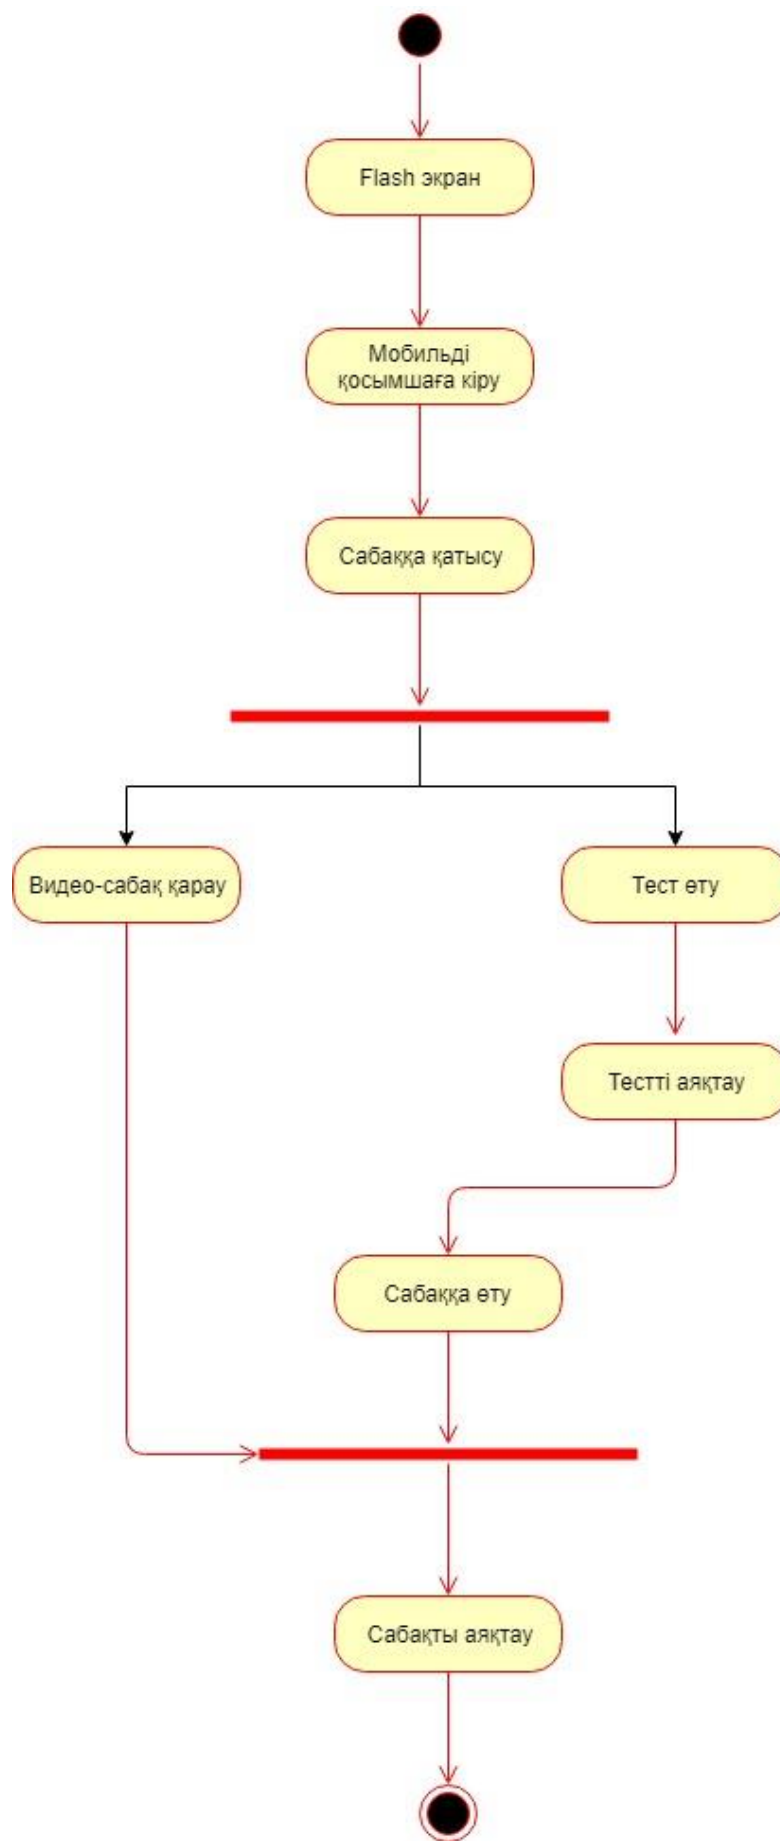 Flash экран
Мобильді
қосымшаға кіру
Сабаққа қатысу
Видео-сабақ қарау
Тест өту
Тестті аяқтау
Сабаққа өту
Сабақты аяқтау